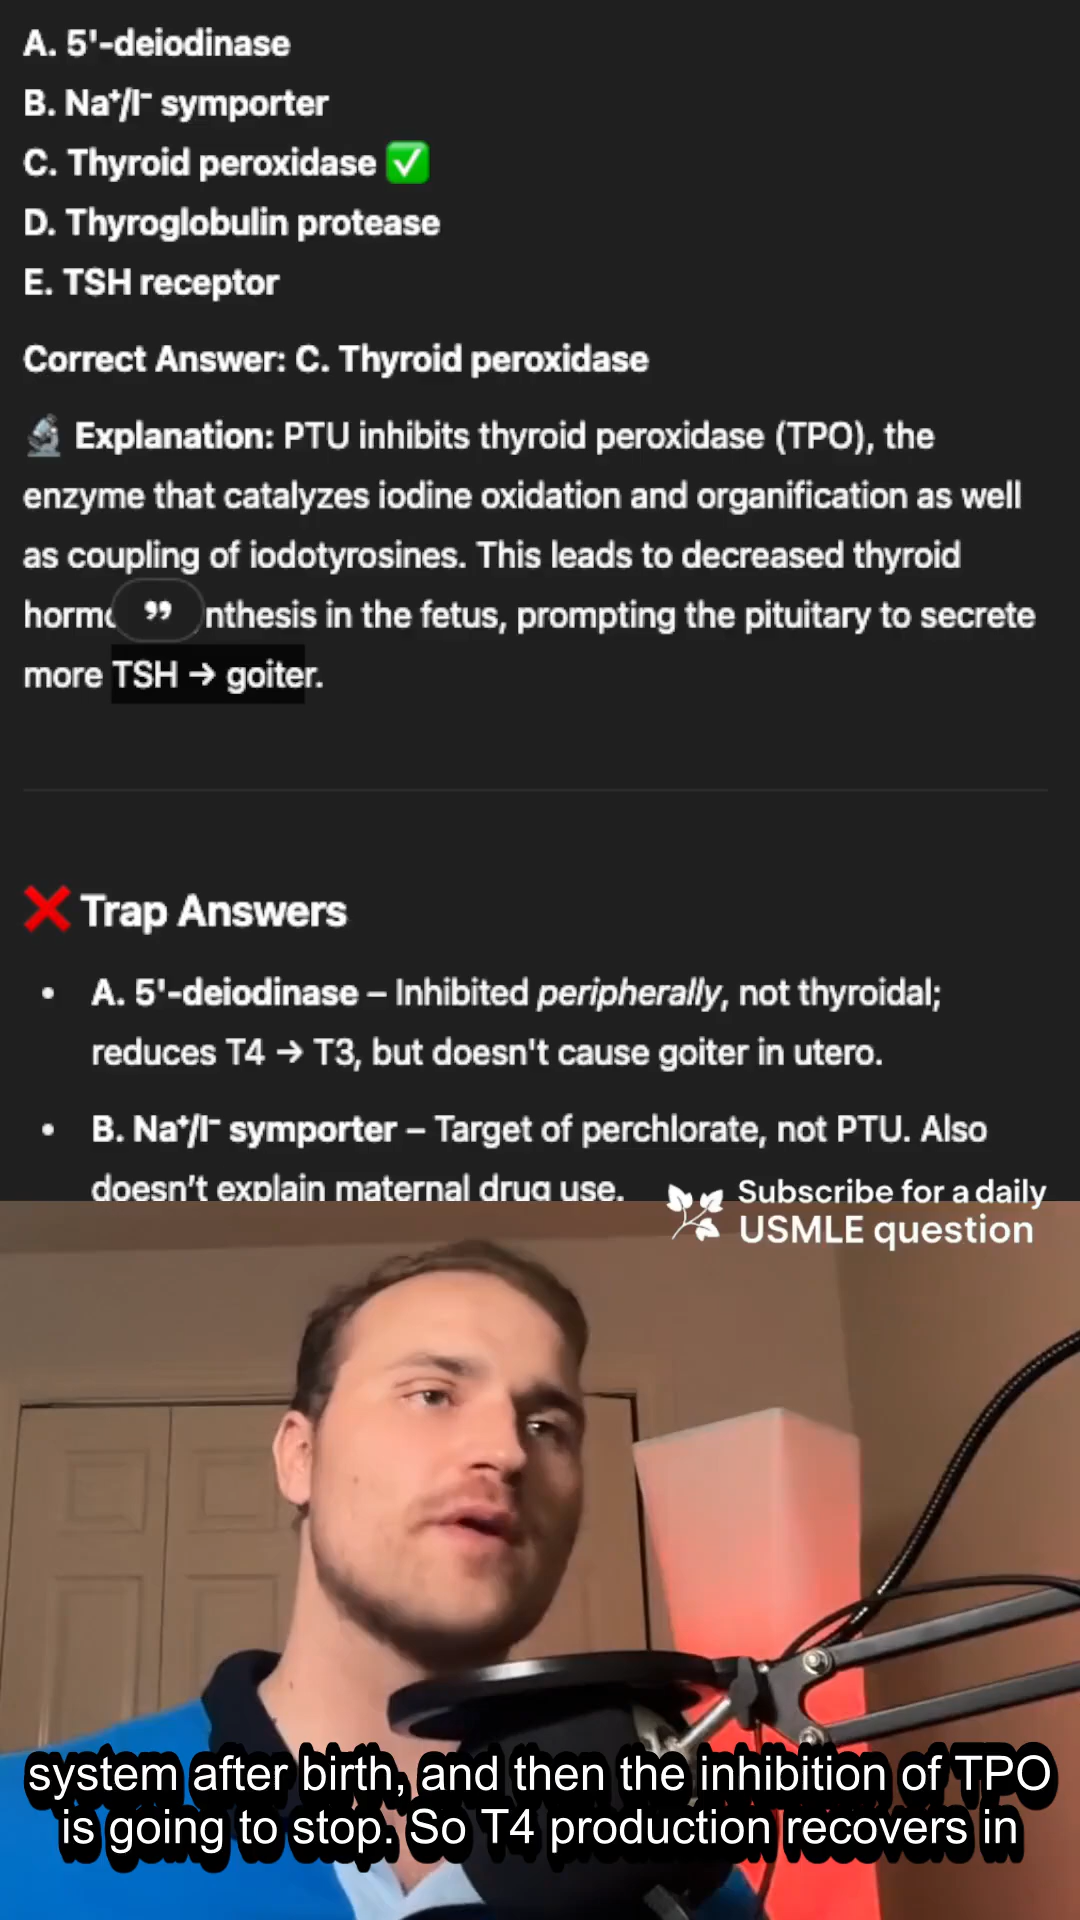 A. 5'-deiodinase
B. Na⁺/I⁻ symporter
C. Thyroid peroxidase ✅
D. Thyroglobulin protease
E. TSH receptor
Correct Answer: C. Thyroid peroxidase
🔬 Explanation: PTU inhibits thyroid peroxidase (TPO), the
enzyme that catalyzes iodine oxidation and organification as well
as coupling of iodotyrosines. This leads to decreased thyroid
hormo nthesis in the fetus, prompting the pituitary to secrete
more TSH → goiter.
❌ Trap Answers
• A. 5'-deiodinase – Inhibited peripherally, not thyroidal;
reduces T4 → T3, but doesn't cause goiter in utero.
• B. Na⁺/I⁻ symporter – Target of perchlorate, not PTU. Also
doesn't explain maternal drug use.
Subscribe for a daily
USMLE question
system after birth, and then the inhibition of TPO
is going to stop. So T4 production recovers in